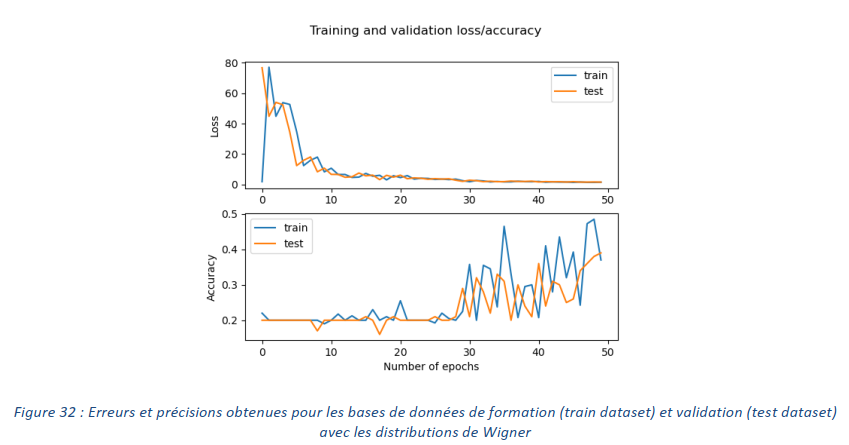 Training and validation loss/accuracy
80
60
40
20
0
Loss
train
test
0 10 20 30 40 50
0.5
0.4
0.3
0.2
Accuracy
train
test
0 10 20 30 40 50
Number of epochs
Figure 32 : Erreurs et précisions obtenues pour les bases de données de formation (train dataset) et validation (test dataset)
avec les distributions de Wigner